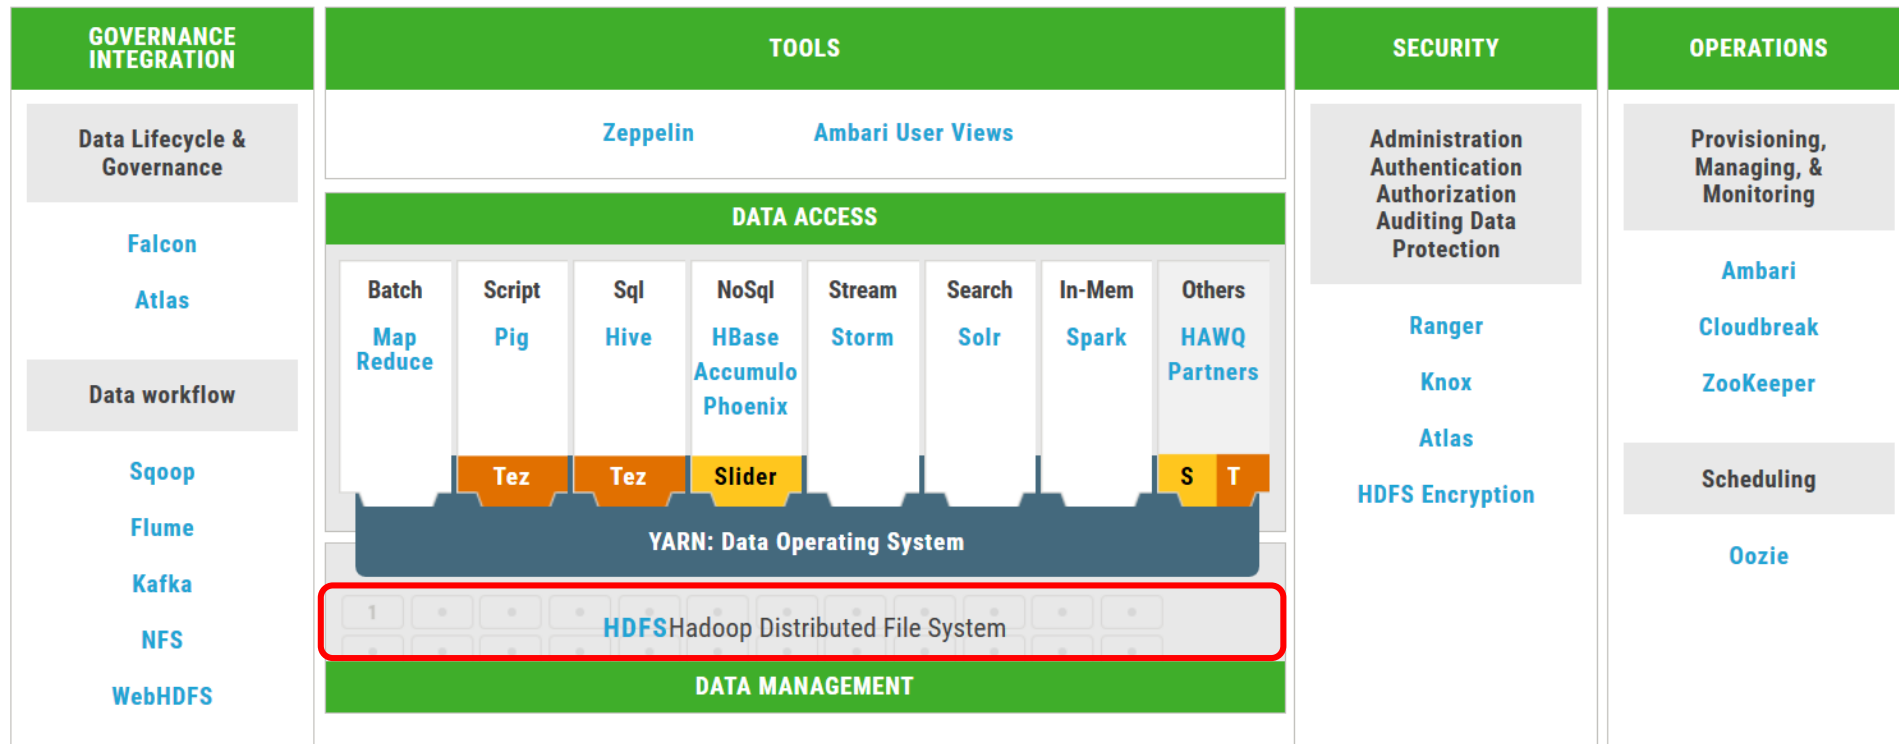 GOVERNANCE
INTEGRATION
Data Lifecycle &
Governance
Falcon
Atlas
Data workflow
Sqoop
Flume
Kafka
NFS
WebHDFS
TOOLS
Zeppelin
Ambari User Views
DATA ACCESS
Batch
Map
Reduce
Script
Pig
Tez
Sql
Hive
Tez
NoSql
HBase
Accumulo
Phoenix
Slider
Stream
Storm
Search
Solr
In-Mem
Spark
Others
HAWQ
Partners
S T
YARN: Data Operating System
1
HDFSHadoop Distributed File System
DATA MANAGEMENT
SECURITY
Administration
Authentication
Authorization
Auditing Data
Protection
Ranger
Knox
Atlas
HDFS Encryption
OPERATIONS
Provisioning,
Managing, &
Monitoring
Ambari
Cloudbreak
ZooKeeper
Scheduling
Oozie